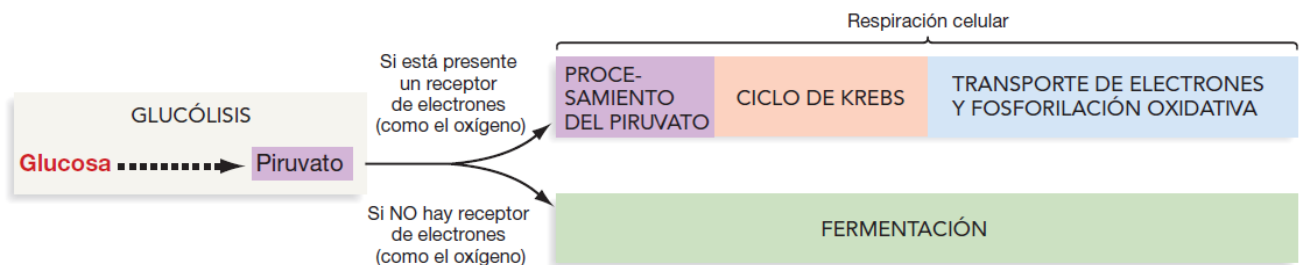 GLUCÓLISIS
Glucosa
Piruvato
Si está presente
un receptor
de electrones
(como el oxígeno)
Respiración celular
PROCE-
SAMIENTO
DEL PIRUVATO
CICLO DE KREBS
TRANSPORTE DE ELECTRONES
Y FOSFORILACIÓN OXIDATIVA
Si NO hay receptor
de electrones
(como el oxígeno)
FERMENTACIÓN